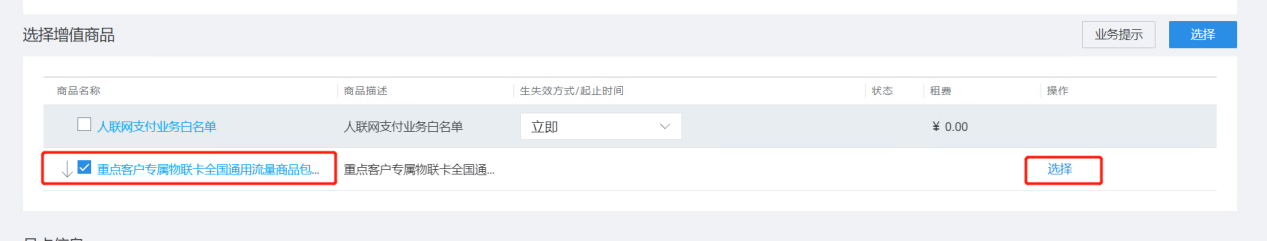 选择增值商品 业务提示 选择
商品名称 商品描述 生失效方式/起止时间 状态 租费 操作
人联网支付业务白名单 人联网支付业务白名单 立即 ¥ 0.00
重点客户专属物联卡全国通用流量商品包... 重点客户专属物联卡全国通... 选择